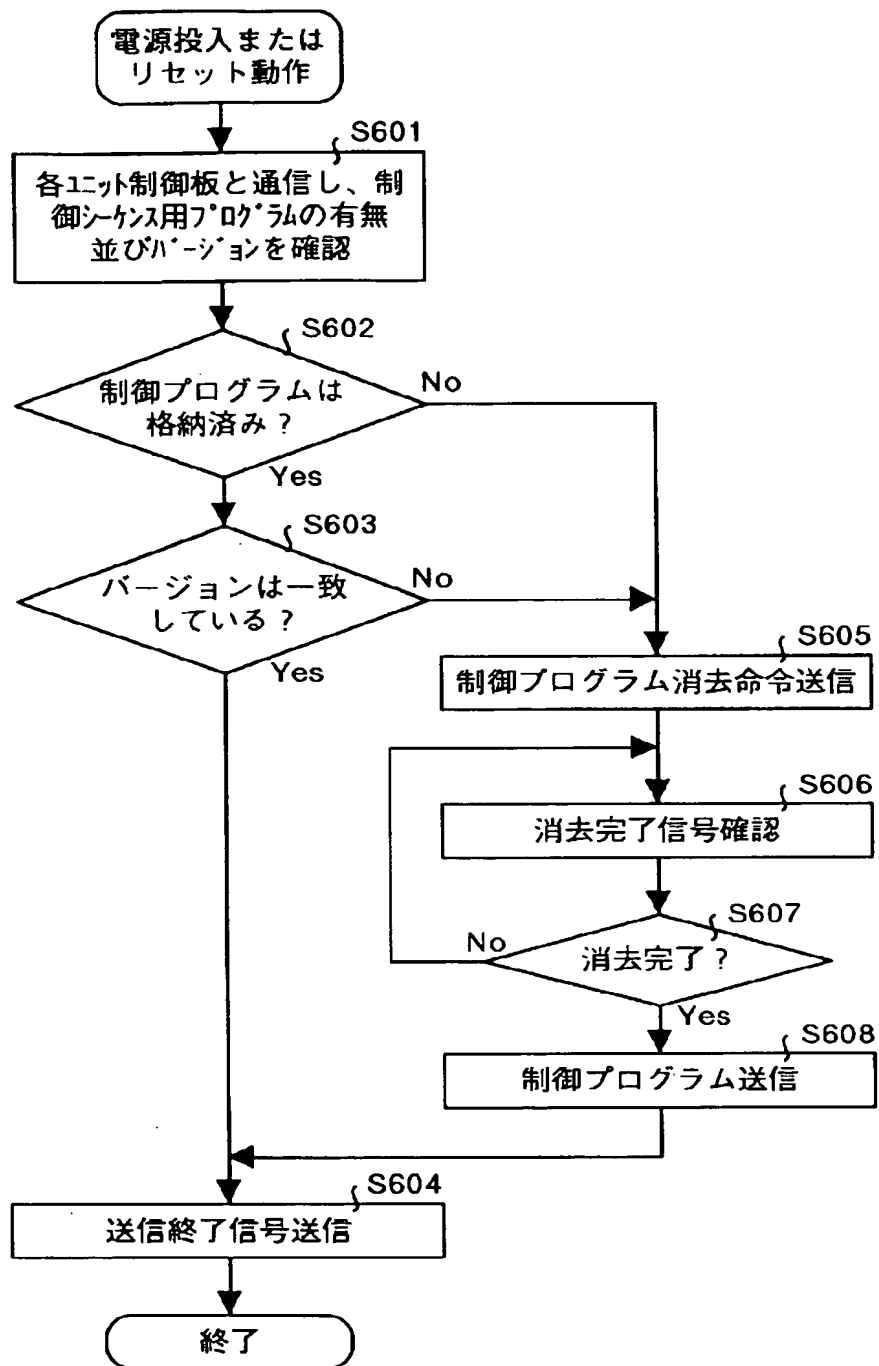 電源投入または
リセット動作
S601
各ユニット制御板と通信し、制
御シーケンス用プログラムの有無
並びバージョンを確認
S602
制御プログラムは
格納済み?
No
Yes
S603
バージョンは一致
している?
No
Yes
S605
制御プログラム消去命令送信
S606
消去完了信号確認
S607
消去完了?
No
Yes
S608
制御プログラム送信
S604
送信終了信号送信
終了